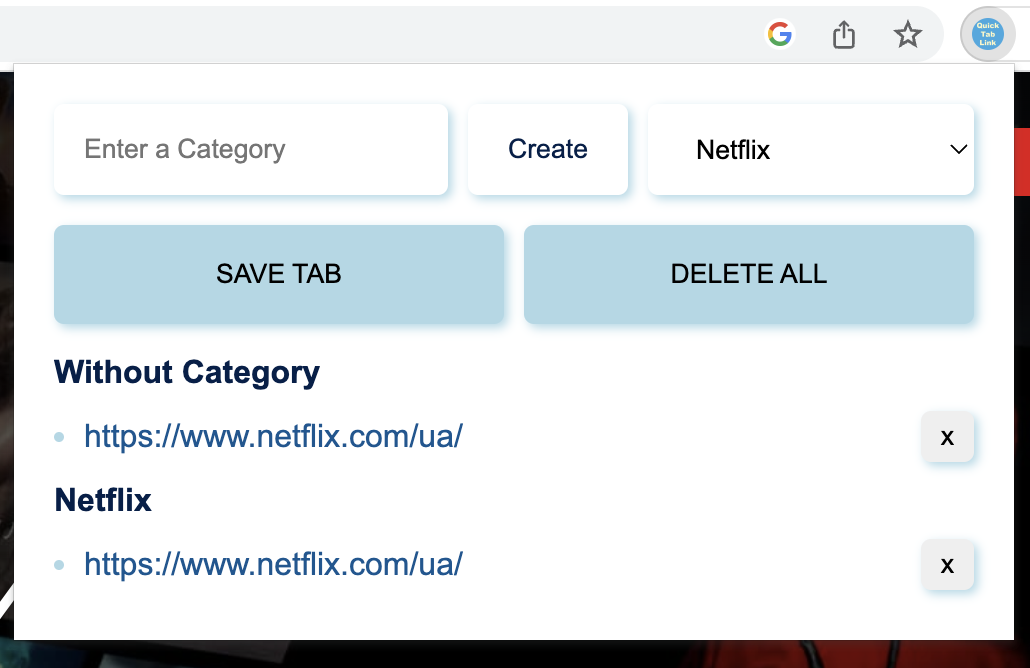 Quick
Tab
Link
Enter a Category
Create
Netflix
SAVE TAB
DELETE ALL
Without Category
https://www.netflix.com/ua/
x
Netflix
https://www.netflix.com/ua/
x